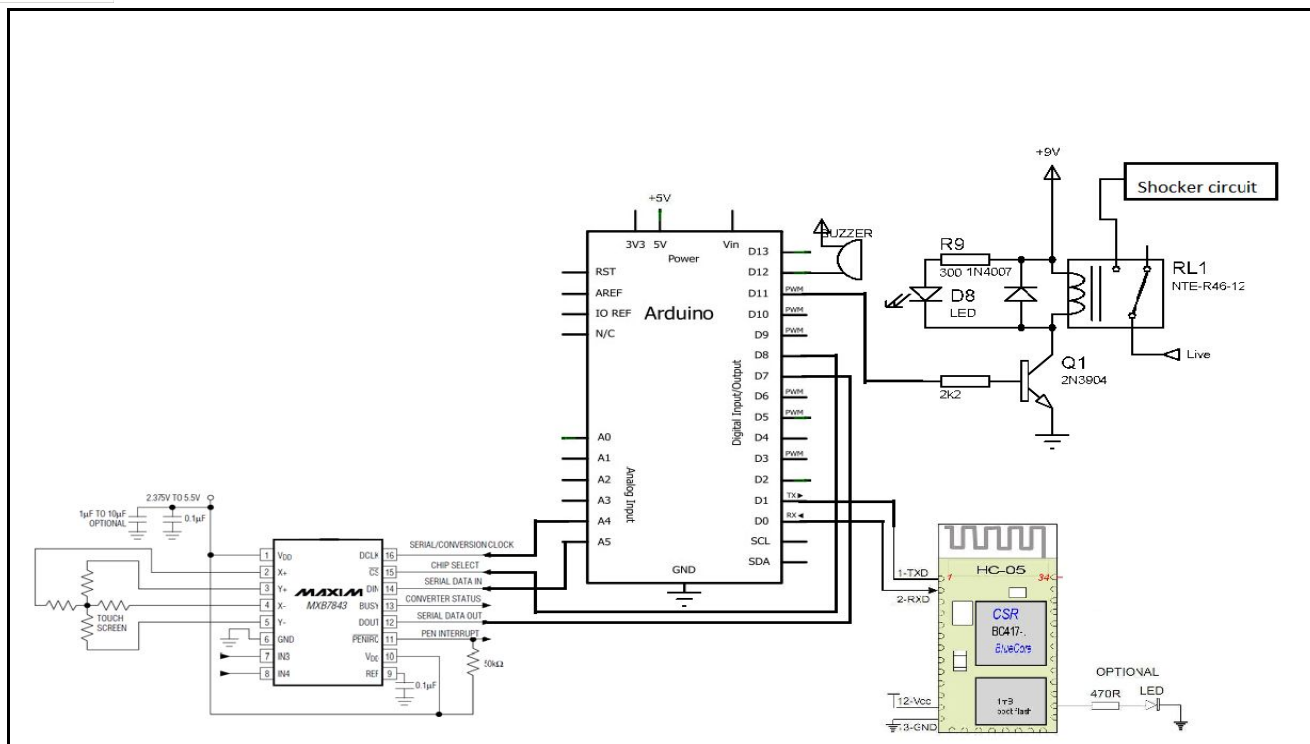 +9V
Shocker circuit
+5V
BUZZER
R9
300 1N4007
RL1
NTE-R46-12
D8
LED
Live
Q1
2N3904
2k2
3V3 5V Vin
Power
Arduino
RST
AREF
IO REF
N/C
A0
A1
A2
A3
A4
A5
Analog Input
Digital Input/Output
D13
D12
D11 PWM
D10 PWM
D9 PWM
D8
D7
D6 PWM
D5 PWM
D4
D3 PWM
D2
D1 TX
D0 RX
SCL
SDA
GND
2.375V TO 5.5V
1µF TO 10µF
OPTIONAL
0.1µF
TOUCH
SCREEN
MAXIM
MXB7843
1 VDD
2 X+
3 Y+
4 X-
5 Y-
6 GND
7 IN3
8 IN4
DCLK 16
CS 15
DIN 14
BUSY 13
DOUT 12
PENIRQ 11
VDD 10
REF 9
SERIAL/CONVERSION CLOCK
CHIP SELECT
SERIAL DATA IN
CONVERTER STATUS
SERIAL DATA OUT
PEN INTERRUPT
50kΩ
0.1µF
HC-05
1-TXD
2-RXD
1
34
CSR
BC417-.
BlueCore
boot flash
12-Vcc
OPTIONAL
470R LED